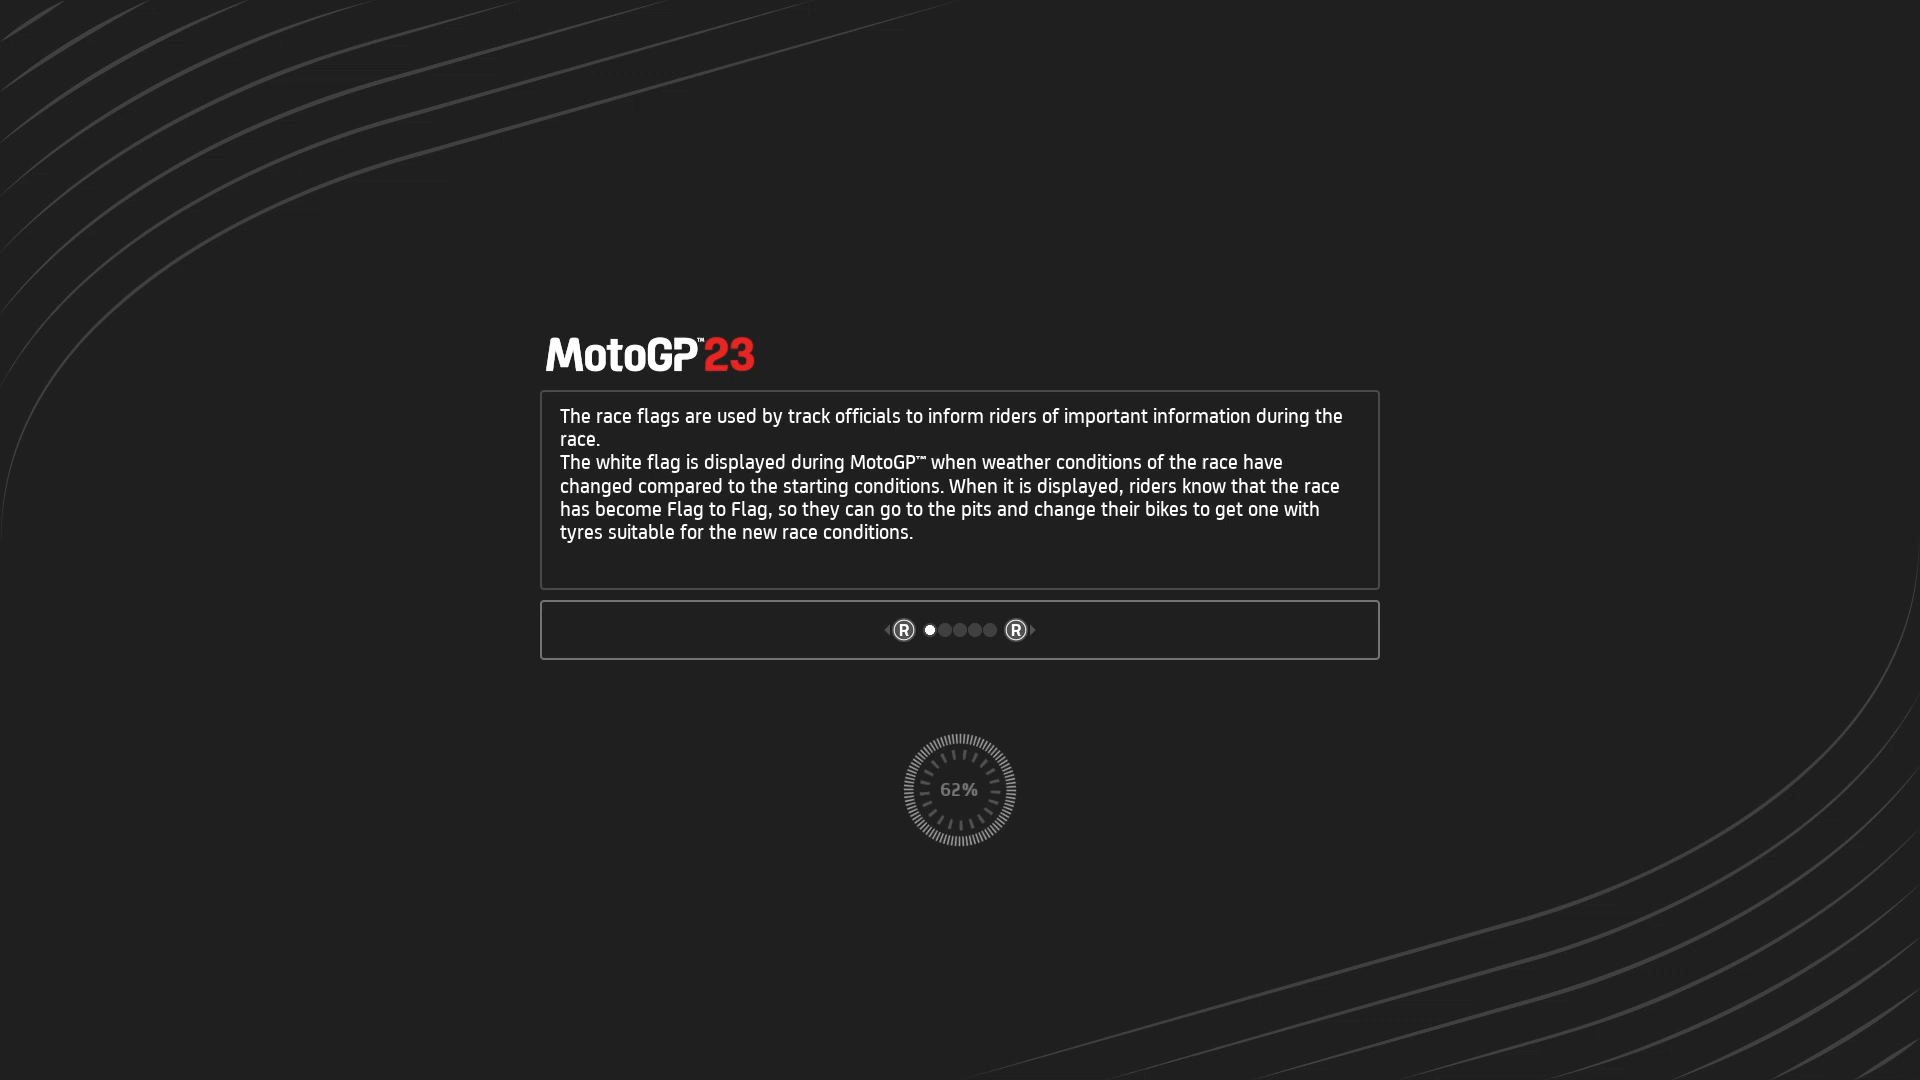 MotoGP™23
The race flags are used by track officials to inform riders of important information during the
race.
The white flag is displayed during MotoGP™ when weather conditions of the race have
changed compared to the starting conditions. When it is displayed, riders know that the race
has become Flag to Flag, so they can go to the pits and change their bikes to get one with
tyres suitable for the new race conditions.
R R
62%